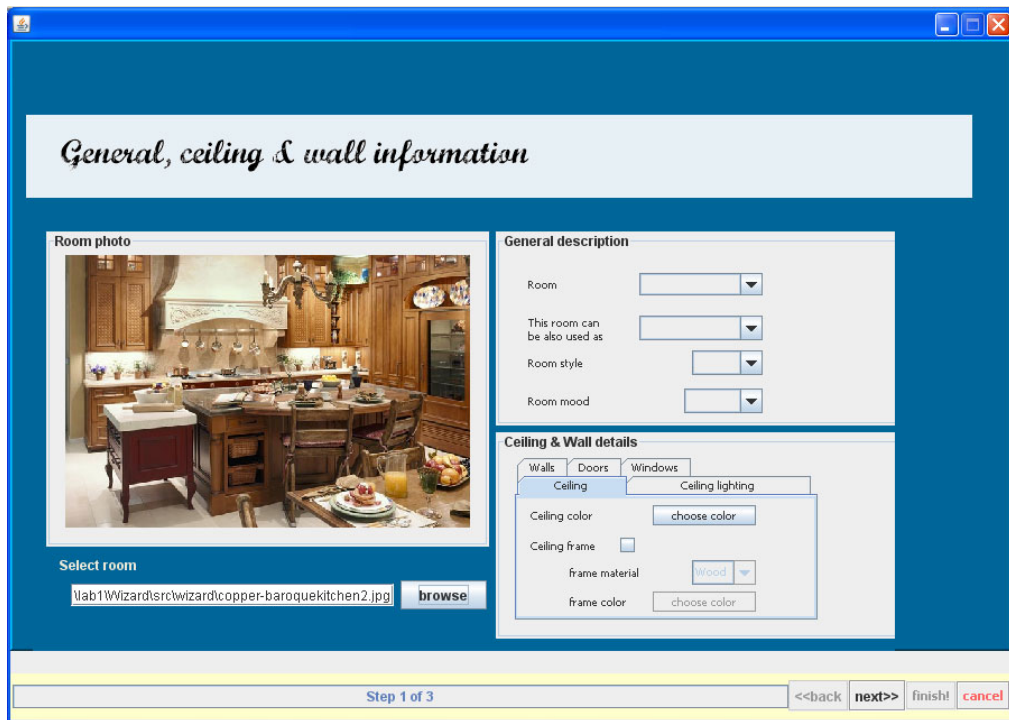 General, ceiling & wall information
Room photo
Select room
\lab1\Wizard\src\wizard\copper-baroquekitchen2.jpg
browse
General description
Room
This room can
be also used as
Room style
Room mood
Ceiling & Wall details
Walls Doors Windows
Ceiling Ceiling lighting
Ceiling color choose color
Ceiling frame
frame material Wood
frame color choose color
Step 1 of 3 <<back next>> finish! cancel